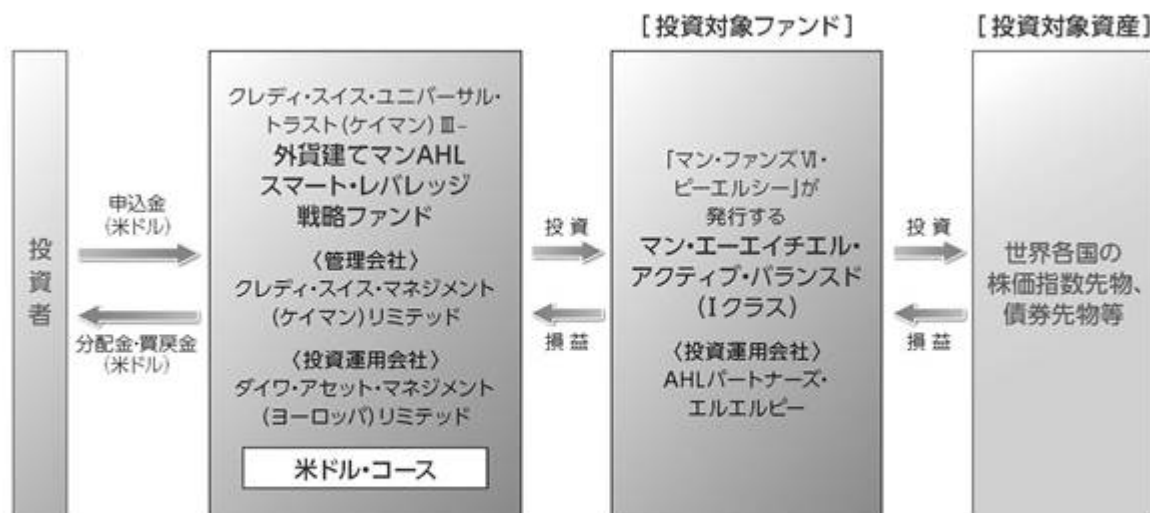 [投資対象ファンド]
[投資対象資産]
投資者
申込金
(米ドル)
分配金・買戻金
(米ドル)
クレディ・スイス・ユニバーサル・
トラスト(ケイマン)Ⅲ−
外貨建てマンAHL
スマート・レバレッジ
戦略ファンド
〈管理会社〉
クレディ・スイス・マネジメント
(ケイマン)リミテッド
〈投資運用会社〉
ダイワ・アセット・マネジメント
(ヨーロッパ)リミテッド
米ドル・コース
投資
損益
「マン・ファンズⅥ・
ピーエルシー」が
発行する
マン・エーエイチエル・
アクティブ・バランスド
(Iクラス)
〈投資運用会社〉
AHLパートナーズ・
エルエルピー
投資
損益
世界各国の
株価指数先物、
債券先物等